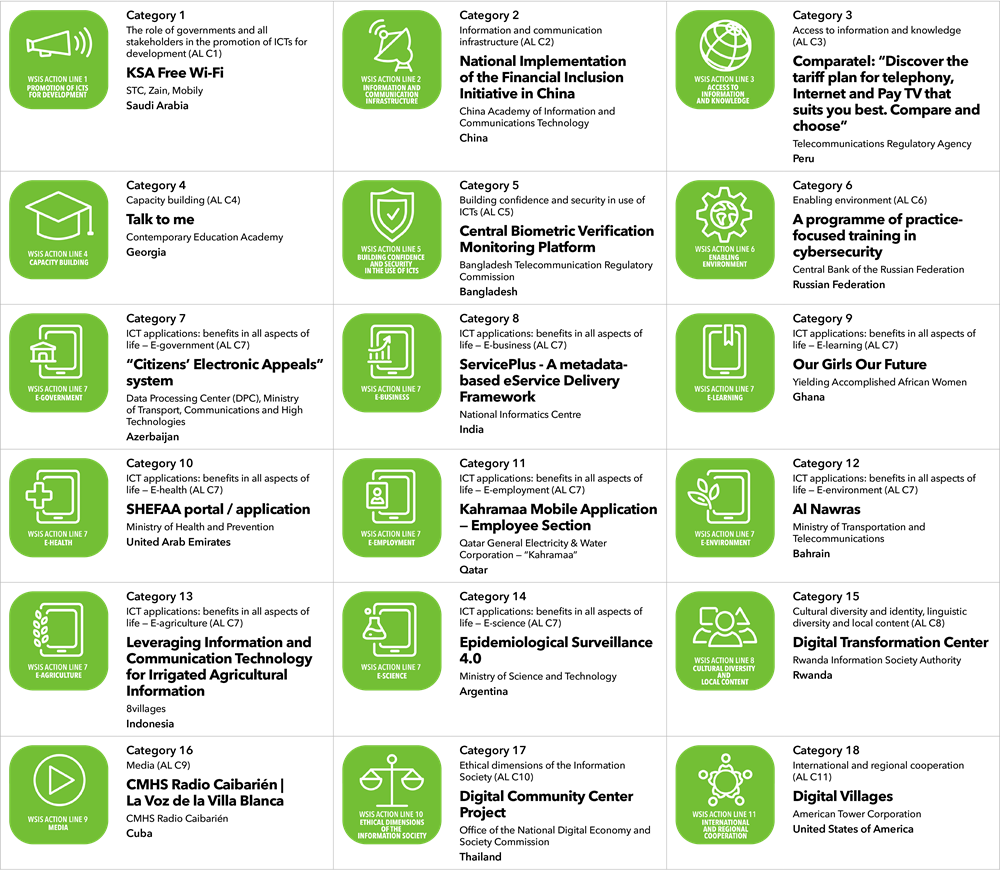 WSIS ACTION LINE 1
PROMOTION OF ICTS
FOR DEVELOPMENT
Category 1
The role of governments and all
stakeholders in the promotion of ICTs for
development (AL C1)
KSA Free Wi-Fi
STC, Zain, Mobily
Saudi Arabia
WSIS ACTION LINE 2
INFORMATION AND
COMMUNICATION
INFRASTRUCTURE
Category 2
Information and communication
infrastructure (AL C2)
National Implementation
of the Financial Inclusion
Initiative in China
China Academy of Information and
Communications Technology
China
WSIS ACTION LINE 3
ACCESS TO
INFORMATION
AND KNOWLEDGE
Category 3
Access to information and knowledge
(AL C3)
Comparatel: “Discover the
tariff plan for telephony,
Internet and Pay TV that
suits you best. Compare and
choose”
Telecommunications Regulatory Agency
Peru
WSIS ACTION LINE 4
CAPACITY BUILDING
Category 4
Capacity building (AL C4)
Talk to me
Contemporary Education Academy
Georgia
WSIS ACTION LINE 5
BUILDING CONFIDENCE
AND SECURITY
IN THE USE OF ICTS
Category 5
Building confidence and security in use of
ICTs (AL C5)
Central Biometric Verification
Monitoring Platform
Bangladesh Telecommunication Regulatory
Commission
Bangladesh
WSIS ACTION LINE 6
ENABLING
ENVIRONMENT
Category 6
Enabling environment (AL C6)
A programme of practice-
focused training in
cybersecurity
Central Bank of the Russian Federation
Russian Federation
WSIS ACTION LINE 7
E-GOVERNMENT
Category 7
ICT applications: benefits in all aspects of
life – E-government (AL C7)
“Citizens’ Electronic Appeals”
system
Data Processing Center (DPC), Ministry
of Transport, Communications and High
Technologies
Azerbaijan
WSIS ACTION LINE 7
E-BUSINESS
Category 8
ICT applications: benefits in all aspects of
life – E-business (AL C7)
ServicePlus - A metadata-
based eService Delivery
Framework
National Informatics Centre
India
WSIS ACTION LINE 7
E-LEARNING
Category 9
ICT applications: benefits in all aspects of
life – E-learning (AL C7)
Our Girls Our Future
Yielding Accomplished African Women
Ghana
WSIS ACTION LINE 7
E-HEALTH
Category 10
ICT applications: benefits in all aspects of
life – E-health (AL C7)
SHEFAA portal / application
Ministry of Health and Prevention
United Arab Emirates
WSIS ACTION LINE 7
E-EMPLOYMENT
Category 11
ICT applications: benefits in all aspects of
life – E-employment (AL C7)
Kahramaa Mobile Application
– Employee Section
Qatar General Electricity & Water
Corporation – “Kahramaa”
Qatar
WSIS ACTION LINE 7
E-ENVIRONMENT
Category 12
ICT applications: benefits in all aspects of
life – E-environment (AL C7)
Al Nawras
Ministry of Transportation and
Telecommunications
Bahrain
WSIS ACTION LINE 7
E-AGRICULTURE
Category 13
ICT applications: benefits in all aspects of
life – E-agriculture (AL C7)
Leveraging Information and
Communication Technology
for Irrigated Agricultural
Information
8villages
Indonesia
WSIS ACTION LINE 7
E-SCIENCE
Category 14
ICT applications: benefits in all aspects of
life – E-science (AL C7)
Epidemiological Surveillance
4.0
Ministry of Science and Technology
Argentina
WSIS ACTION LINE 8
CULTURAL DIVERSITY
AND
LOCAL CONTENT
Category 15
Cultural diversity and identity, linguistic
diversity and local content (AL C8)
Digital Transformation Center
Rwanda Information Society Authority
Rwanda
WSIS ACTION LINE 9
MEDIA
Category 16
Media (AL C9)
CMHS Radio Caibarién |
La Voz de la Villa Blanca
CMHS Radio Caibarién
Cuba
WSIS ACTION LINE 10
ETHICAL DIMENSIONS
OF THE
INFORMATION SOCIETY
Category 17
Ethical dimensions of the Information
Society (AL C10)
Digital Community Center
Project
Office of the National Digital Economy and
Society Commission
Thailand
WSIS ACTION LINE 11
INTERNATIONAL
AND REGIONAL
COOPERATION
Category 18
International and regional cooperation
(AL C11)
Digital Villages
American Tower Corporation
United States of America